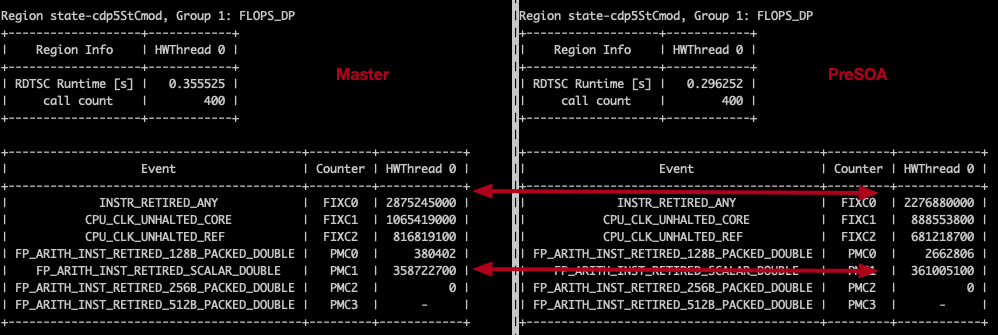 Region state-cdp5StCmod, Group 1: FLOPS_DP
+--------------------+------------+
|    Region Info     | HWThread 0 |
+--------------------+------------+
| RDTSC Runtime [s]  |   0.355525 |
|     call count     |        400 |
+--------------------+------------+
Master
+------------------------------------------+---------+------------+
|                  Event                   | Counter | HWThread 0 |
+------------------------------------------+---------+------------+
|            INSTR_RETIRED_ANY             |  FIXC0  | 2875245000 |
|          CPU_CLK_UNHALTED_CORE           |  FIXC1  | 1065419000 |
|           CPU_CLK_UNHALTED_REF           |  FIXC2  |  816819100 |
| FP_ARITH_INST_RETIRED_128B_PACKED_DOUBLE |   PMC0  |     380402 |
|   FP_ARITH_INST_RETIRED_SCALAR_DOUBLE    |   PMC1  |  358722700 |
| FP_ARITH_INST_RETIRED_256B_PACKED_DOUBLE |   PMC2  |          0 |
| FP_ARITH_INST_RETIRED_512B_PACKED_DOUBLE |   PMC3  |      -     |
+------------------------------------------+---------+------------+
Region state-cdp5StCmod, Group 1: FLOPS_DP
+-------------------+------------+
|    Region Info    | HWThread 0 |
+-------------------+------------+
| RDTSC Runtime [s] |   0.296252 |
|     call count    |        400 |
+-------------------+------------+
PreSOA
+------------------------------------------+---------+------------+
|                  Event                   | Counter | HWThread 0 |
+------------------------------------------+---------+------------+
|            INSTR_RETIRED_ANY             |  FIXC0  | 2276880000 |
|          CPU_CLK_UNHALTED_CORE           |  FIXC1  |  888553800 |
|           CPU_CLK_UNHALTED_REF           |  FIXC2  |  681218700 |
| FP_ARITH_INST_RETIRED_128B_PACKED_DOUBLE |   PMC0  |    2662806 |
|   FP_ARITH_INST_RETIRED_SCALAR_DOUBLE    |   PMC1  |  361005100 |
| FP_ARITH_INST_RETIRED_256B_PACKED_DOUBLE |   PMC2  |          0 |
| FP_ARITH_INST_RETIRED_512B_PACKED_DOUBLE |   PMC3  |      -     |
+------------------------------------------+---------+------------+